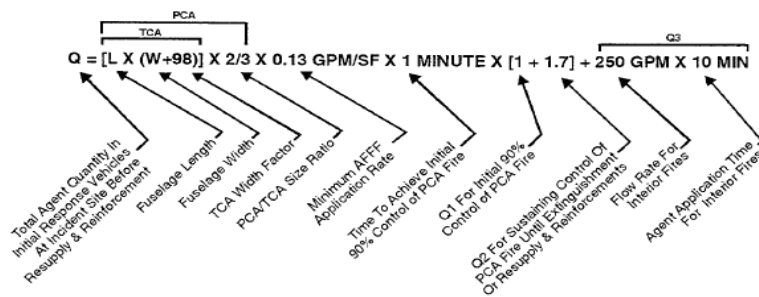 PCA
TCA
Q3
Q = [L X (W+98)] X 2/3 X 0.13 GPM/SF X 1 MINUTE X [1 + 1.7] + 250 GPM X 10 MIN
Total Agent Quantity In
Initial Response Vehicles
At Incident Site Before
Resupply & Reinforcement
Fuselage Length
Fuselage Width
TCA Width Factor
PCA/TCA Size Ratio
Minimum AFFF
Application Rate
Time To Achieve Initial
90% Control of PCA Fire
Q1 For Initial 90%
Control of PCA Fire
Q2 For Sustaining Control Of
PCA Fire Until Extinguishment
Or Resupply & Reinforcements
Flow Rate For
Interior Fires
Agent Application Time
For Interior Fires